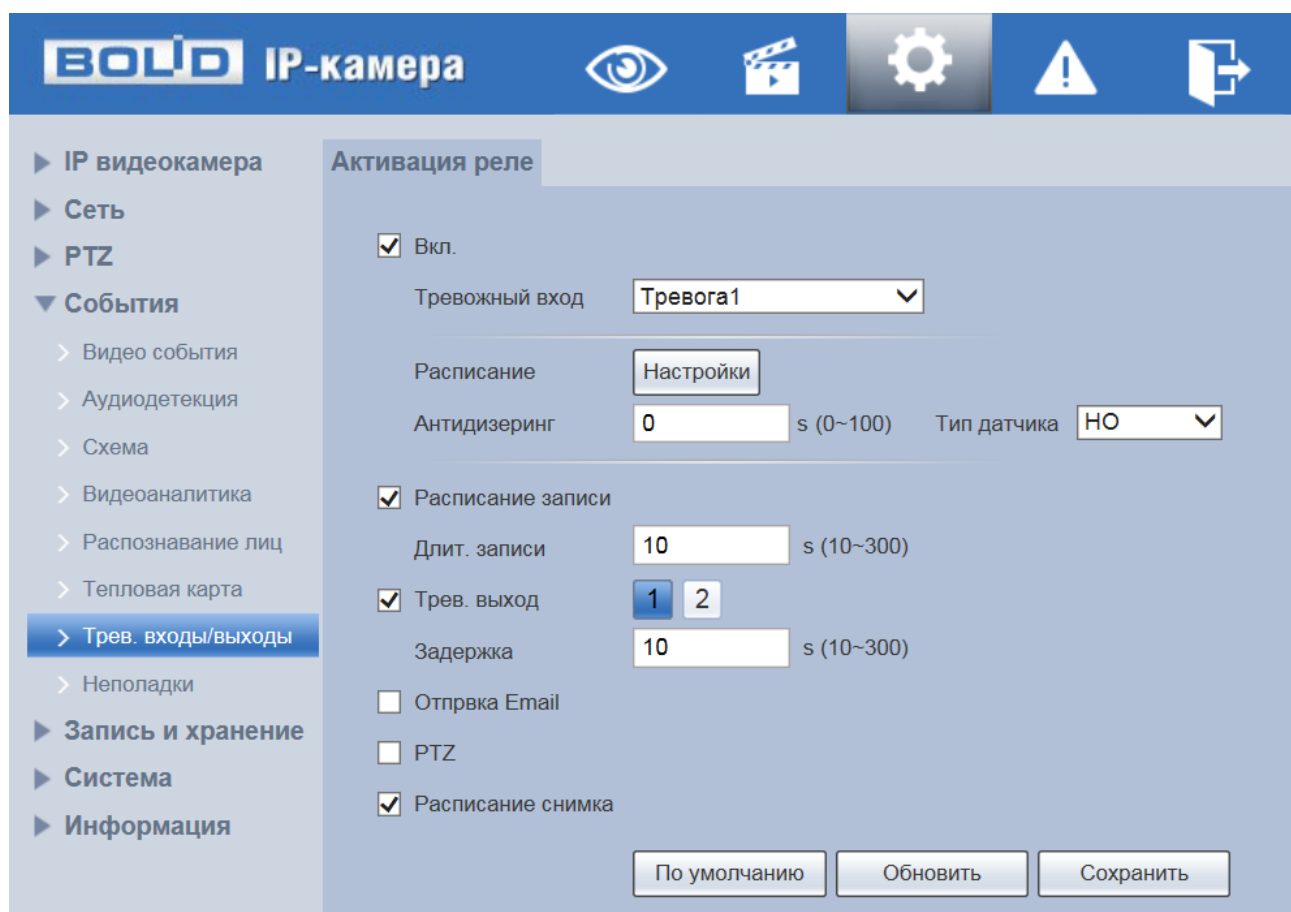 BOLID IP-камера
IP видеокамера
Сеть
PTZ
События
Видео события
Аудиодетекция
Схема
Видеоаналитика
Распознавание лиц
Тепловая карта
Трев. входы/выходы
Неполадки
Запись и хранение
Система
Информация
Активация реле
Вкл.
Тревожный вход Тревога1
Расписание Настройки
Антидизеринг 0 s (0~100) Тип датчика НО
Расписание записи
Длит. записи 10 s (10~300)
Трев. выход 1 2
Задержка 10 s (10~300)
Отпрвка Email
PTZ
Расписание снимка
По умолчанию Обновить Сохранить